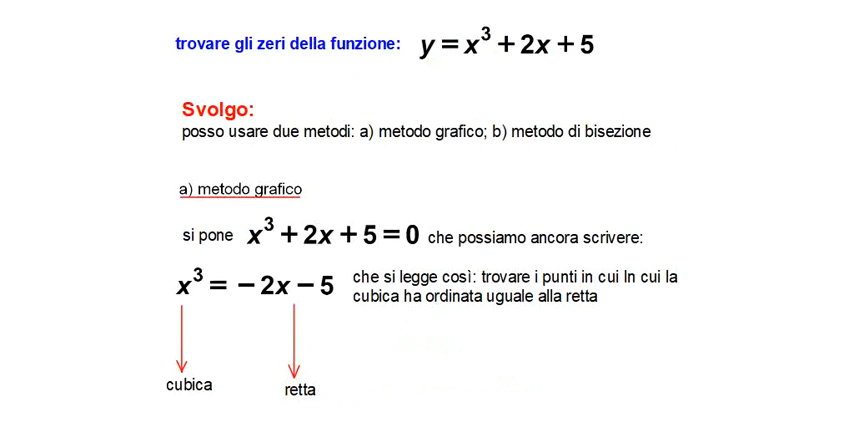 trovare gli zeri della funzione: y = x³ + 2x + 5
Svolgo:
posso usare due metodi: a) metodo grafico; b) metodo di bisezione
a) metodo grafico
si pone x³ + 2x + 5 = 0 che possiamo ancora scrivere:
x³ = − 2x − 5 che si legge così: trovare i punti in cui In cui la
cubica ha ordinata uguale alla retta
cubica
retta